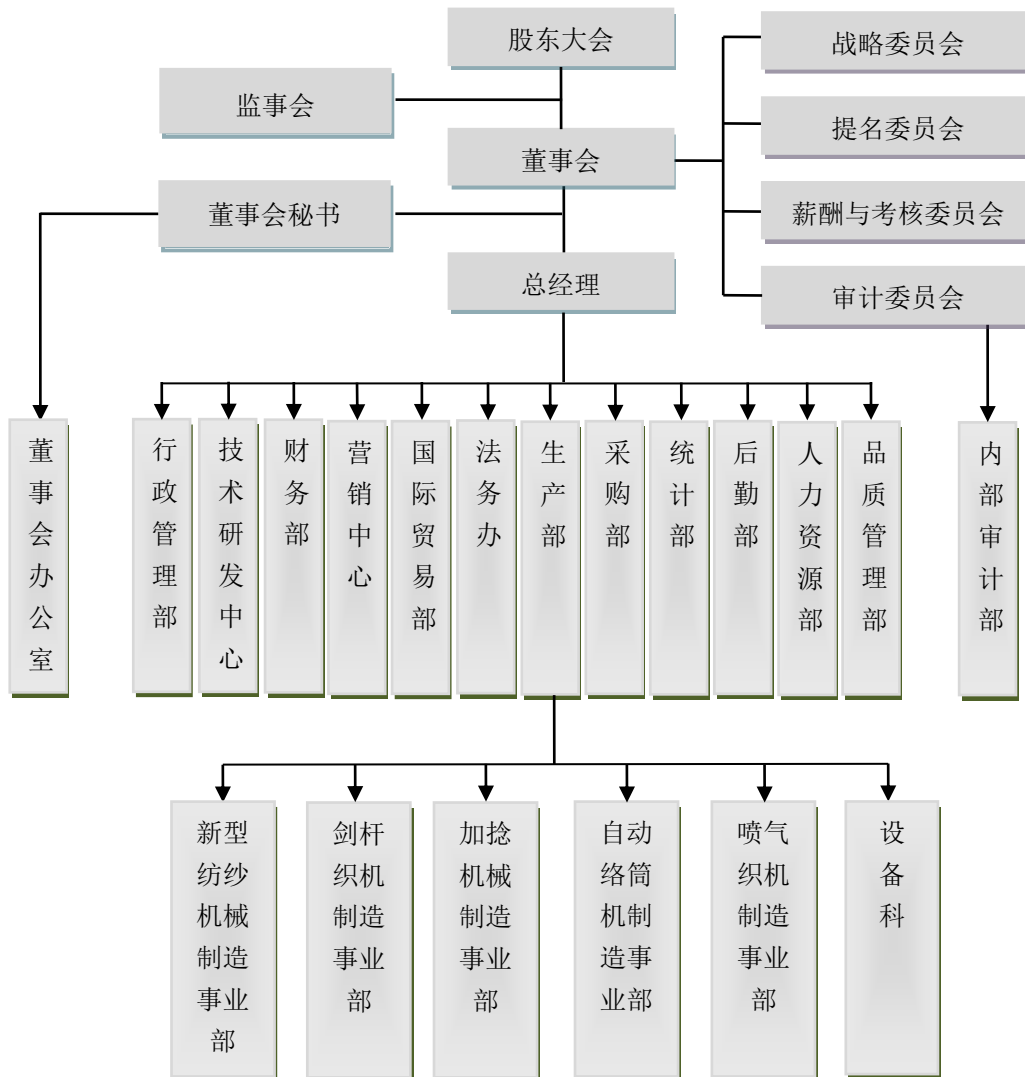 股东大会
战略委员会
监事会
提名委员会
董事会
董事会秘书
薪酬与考核委员会
总经理
审计委员会
董事会办公室
行政管理部
技术研发中心
财务部
营销中心
国际贸易部
法务办
生产部
采购部
统计部
后勤部
人力资源部
品质管理部
内部审计部
新型
纺纱
机械
制造
事业
部
剑杆
织机
制造
事业
部
加捻
机械
制造
事业
部
自动
络筒
机制
造事
业部
喷气
织机
制造
事业
部
设备科